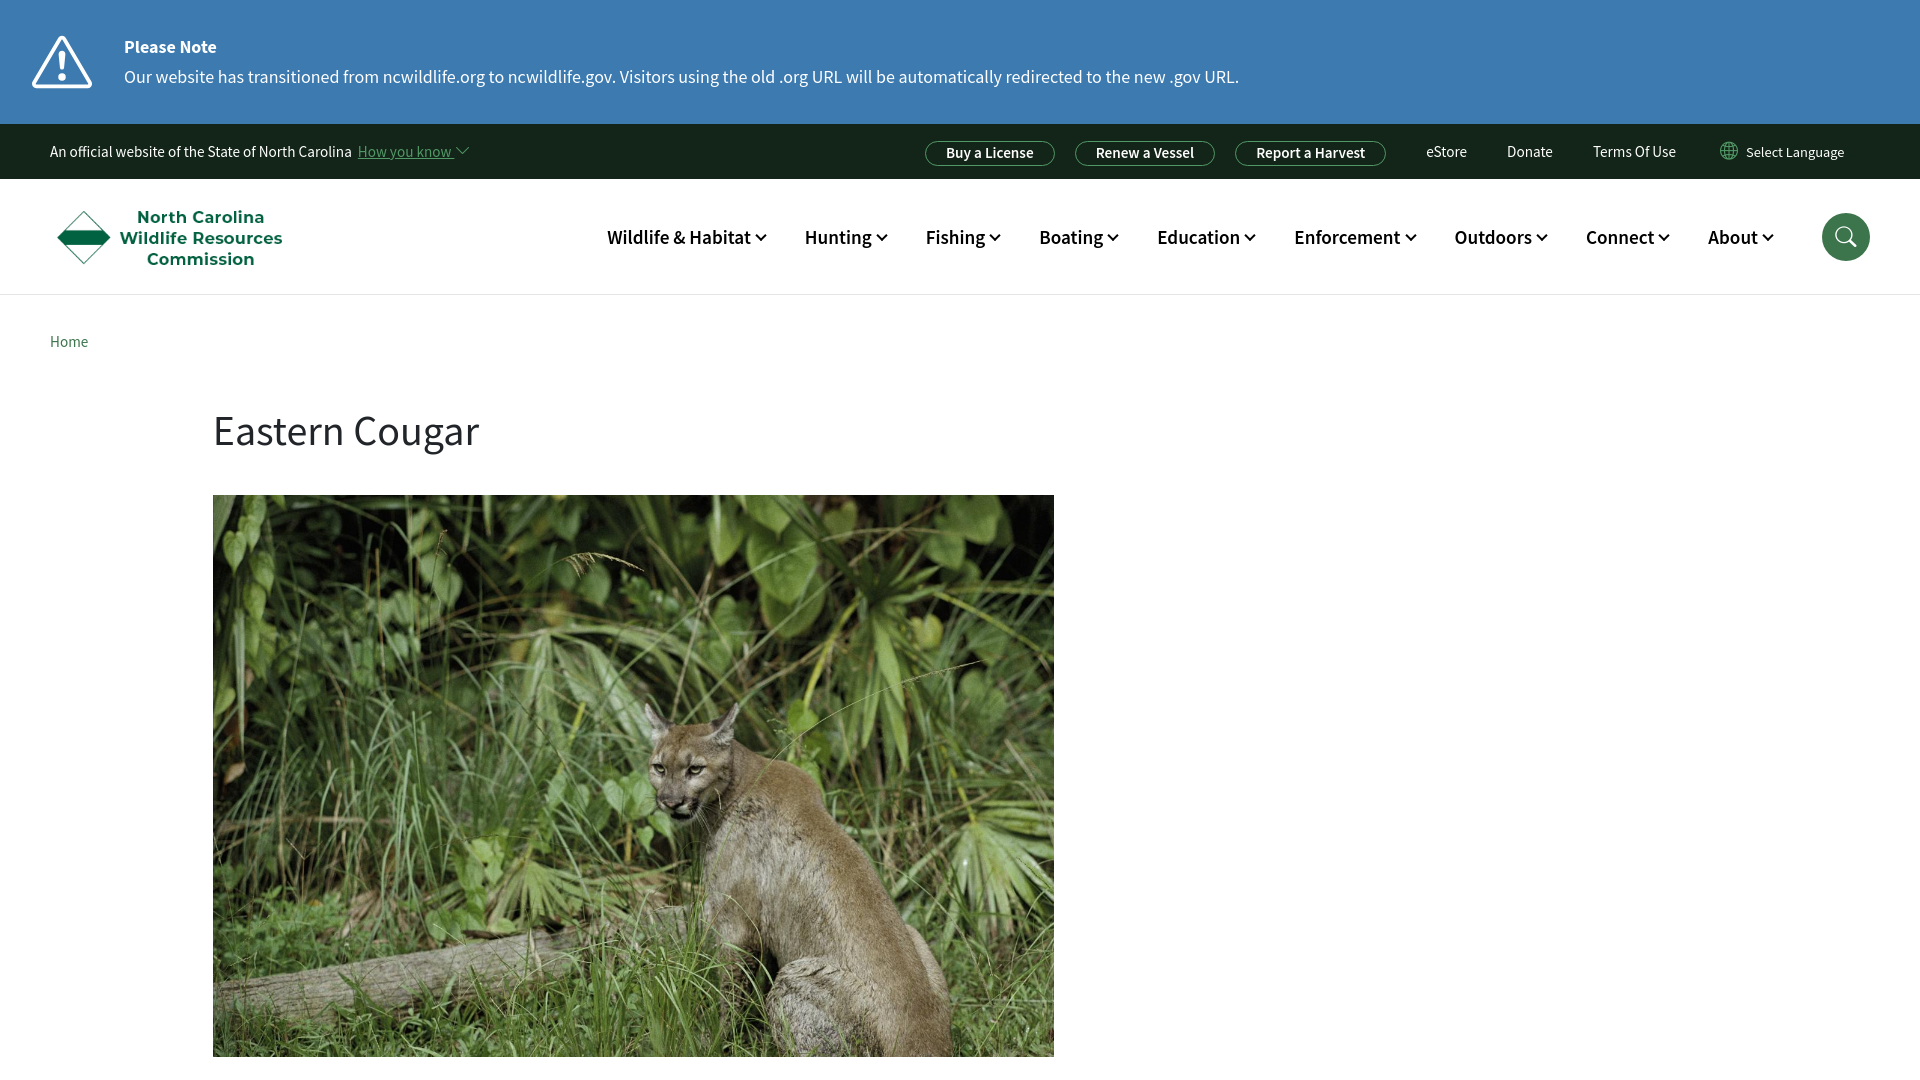 Please Note
Our website has transitioned from ncwildlife.org to ncwildlife.gov. Visitors using the old .org URL will be automatically redirected to the new .gov URL.
An official website of the State of North Carolina How you know
Buy a License
Renew a Vessel
Report a Harvest
eStore
Donate
Terms Of Use
Select Language
North Carolina
Wildlife Resources
Commission
Wildlife & Habitat
Hunting
Fishing
Boating
Education
Enforcement
Outdoors
Connect
About
Home
Eastern Cougar